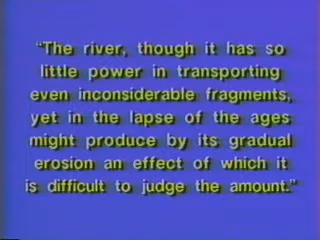 “The river, though it has so
little power in transporting
even inconsiderable fragments,
yet in the lapse of the ages
might produce by its gradual
erosion an effect of which it
is difficult to judge the amount.”